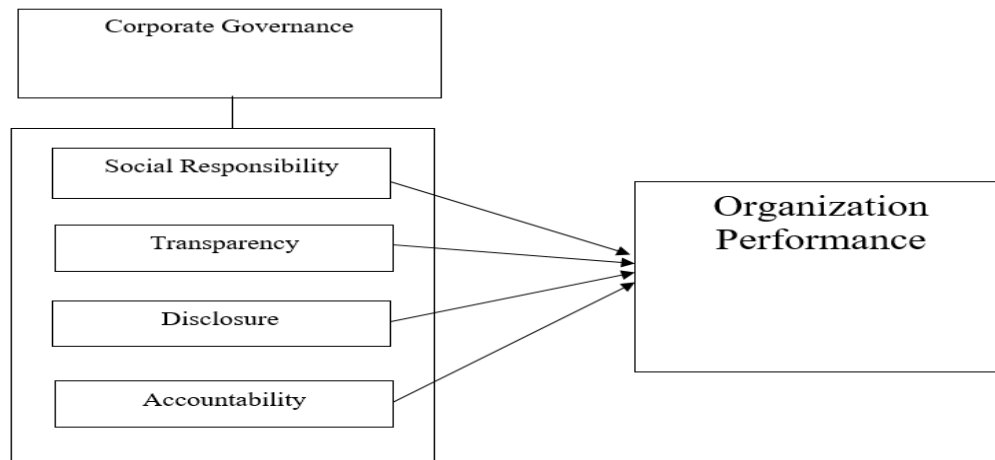 Corporate Governance
Social Responsibility
Transparency
Disclosure
Accountability
Organization
Performance